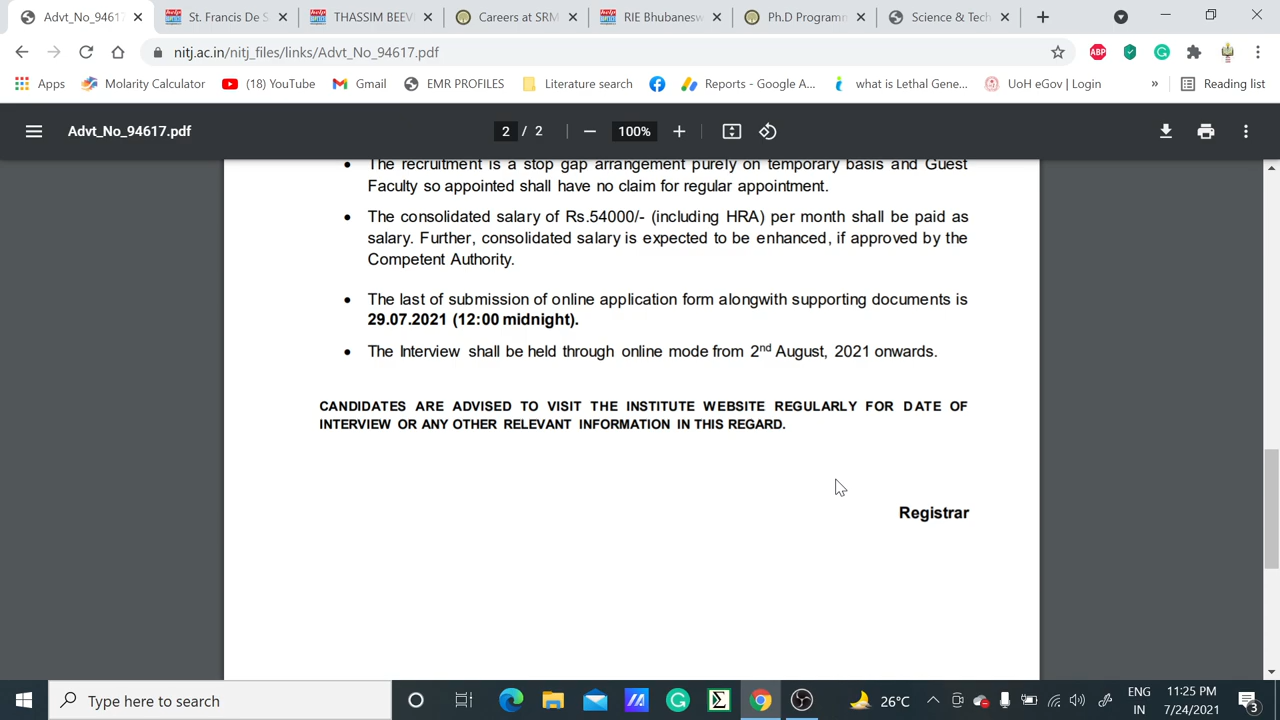 Advt_No_94617
St. Francis De S
THASSIM BEEV
Careers at SRM
RIE Bhubanesw
Ph.D Programm
Science & Tech
nitj.ac.in/nitj_files/links/Advt_No_94617.pdf
ABP
Apps
Molarity Calculator
(18) YouTube
Gmail
EMR PROFILES
Literature search
Reports - Google A...
what is Lethal Gene...
UoH eGov | Login
»
Reading list
Advt_No_94617.pdf
2 / 2
100%
• The recruitment is a stop gap arrangement purely on temporary basis and Guest
Faculty so appointed shall have no claim for regular appointment.
• The consolidated salary of Rs.54000/- (including HRA) per month shall be paid as
salary. Further, consolidated salary is expected to be enhanced, if approved by the
Competent Authority.
• The last of submission of online application form alongwith supporting documents is
29.07.2021 (12:00 midnight).
• The Interview shall be held through online mode from 2nd August, 2021 onwards.
CANDIDATES ARE ADVISED TO VISIT THE INSTITUTE WEBSITE REGULARLY FOR DATE OF
INTERVIEW OR ANY OTHER RELEVANT INFORMATION IN THIS REGARD.
Registrar
Type here to search
26°C
ENG
IN
11:25 PM
7/24/2021
3